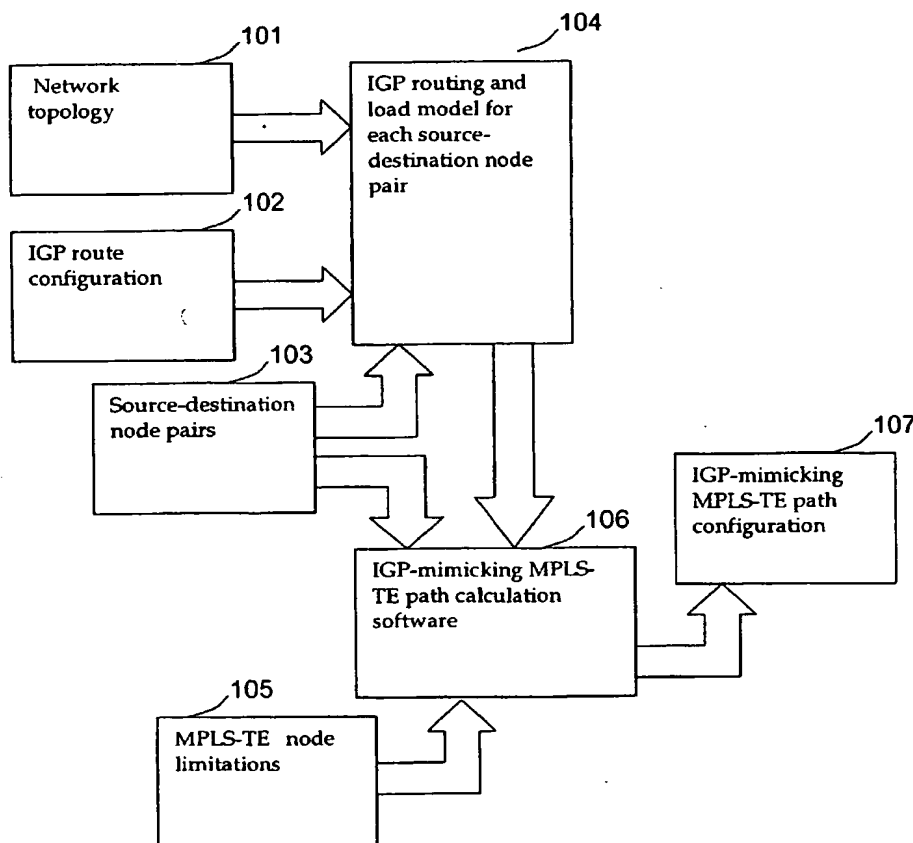 101
Network
topology
104
IGP routing and
load model for
each source-
destination node
pair
102
IGP route
configuration
103
Source-destination
node pairs
107
IGP-mimicking
MPLS-TE path
configuration
106
IGP-mimicking MPLS-
TE path calculation
software
105
MPLS-TE node
limitations